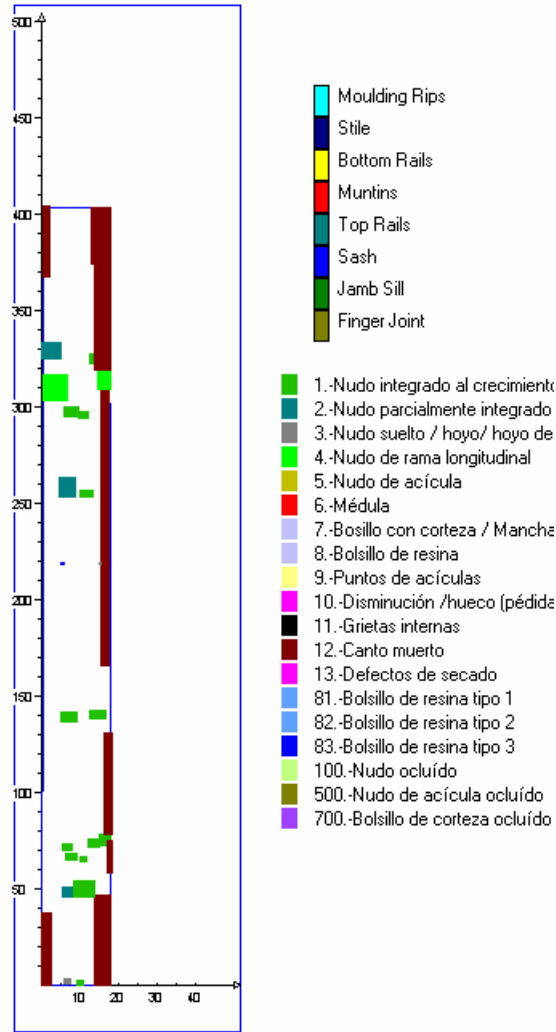 500
400
350
300
250
200
150
100
50
10
20
30
40
Moulding Rips
Stile
Bottom Rails
Muntins
Top Rails
Sash
Jamb Sill
Finger Joint
1.-Nudo integrado al crecimiento
2.-Nudo parcialmente integrado
3.-Nudo suelto / hoyo/ hoyo de
4.-Nudo de rama longitudinal
5.-Nudo de acícula
6.-Médula
7.-Bosillo con corteza / Mancha
8.-Bolsillo de resina
9.-Puntos de acículas
10.-Disminución /hueco (pédida
11.-Grietas internas
12.-Canto muerto
13.-Defectos de secado
81.-Bolsillo de resina tipo 1
82.-Bolsillo de resina tipo 2
83.-Bolsillo de resina tipo 3
100.-Nudo ocluído
500.-Nudo de acícula ocluído
700.-Bolsillo de corteza ocluído